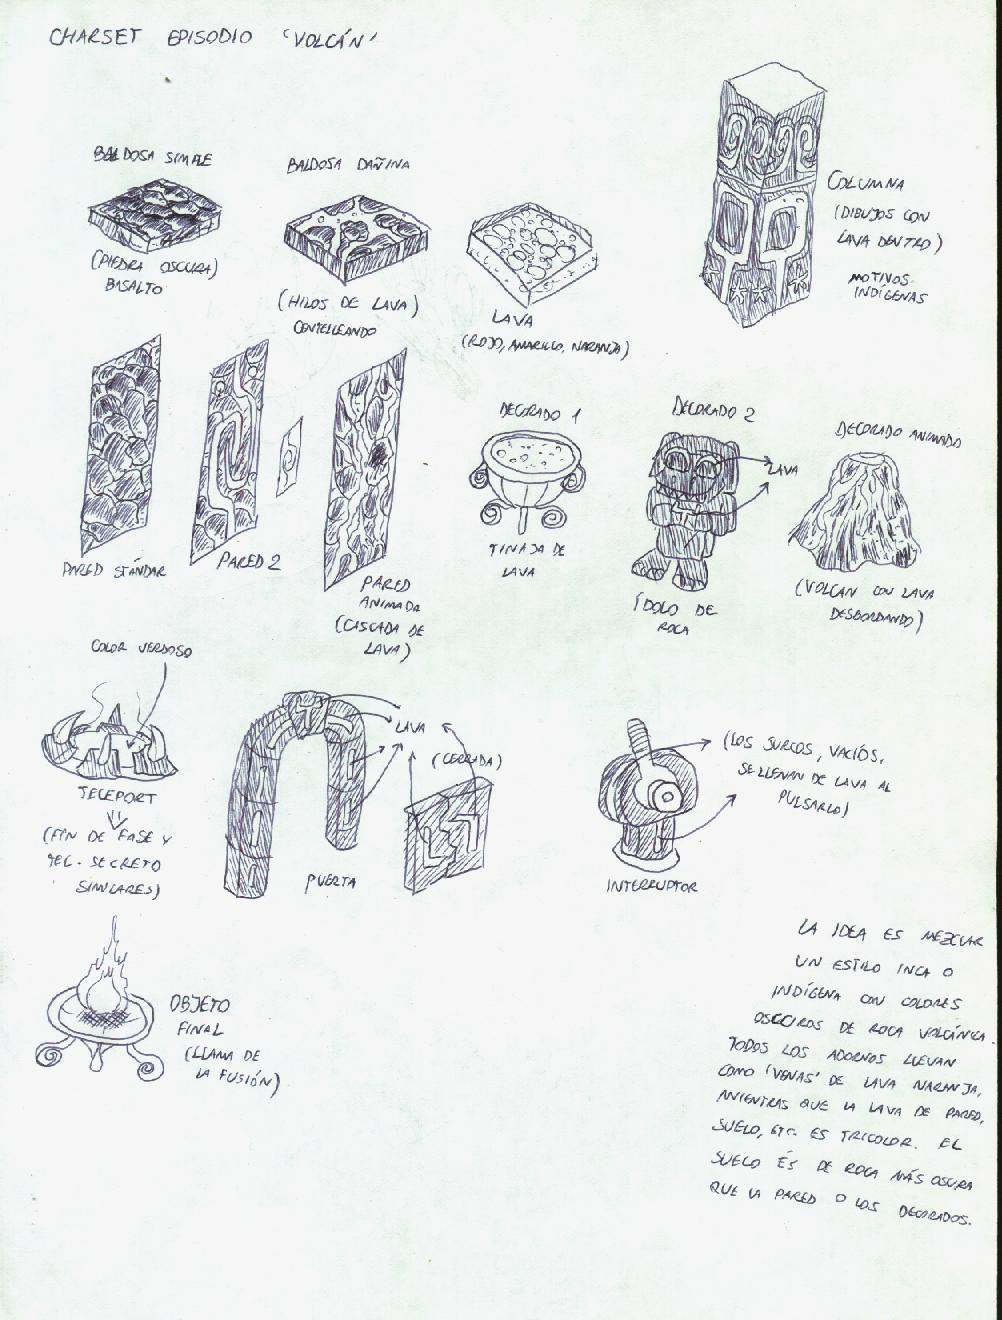 CHARSET EPISODIO 'VOLCÁN'
BALDOSA SIMPLE
(PIEDRA OSCURA)
BASALTO
BALDOSA DAÑINA
(HILOS DE LAVA)
CENTELLEANDO
LAVA
(ROJO, AMARILLO, NARANJA)
COLUMNA
(DIBUJOS CON
LAVA DENTRO)
MOTIVOS
INDÍGENAS
PARED STÁNDAR
PARED 2
PARED
ANIMADA
(CASCADA DE
LAVA)
DECORADO 1
TINAJA DE
LAVA
DECORADO 2
LAVA
ÍDOLO DE
ROCA
DECORADO ANIMADO
(VOLCAN CON LAVA
DESBORDANDO)
COLOR VERDOSO
TELEPORT
(FIN DE FASE Y
TEL. SECRETO
SIMILARES)
LAVA
(CERRADA)
PUERTA
(LOS SURCOS, VACIÓS,
SE LLENAN DE LAVA AL
PULSARLO)
INTERRUPTOR
OBJETO
FINAL
(LLAMA DE
LA FUSIÓN)
LA IDEA ES MEZCLAR
UN ESTILO INCA O
INDÍGENA CON COLORES
OSCUROS DE ROCA VOLCÁNICA.
TODOS LOS ADORNOS LLEVAN
COMO 'VENAS' DE LAVA NARANJA,
MIENTRAS QUE LA LAVA DE PARED,
SUELO, ETC. ES TRICOLOR. EL
SUELO ÉS DE ROCA MÁS OSCURA
QUE LA PARED O LOS DECORADOS.